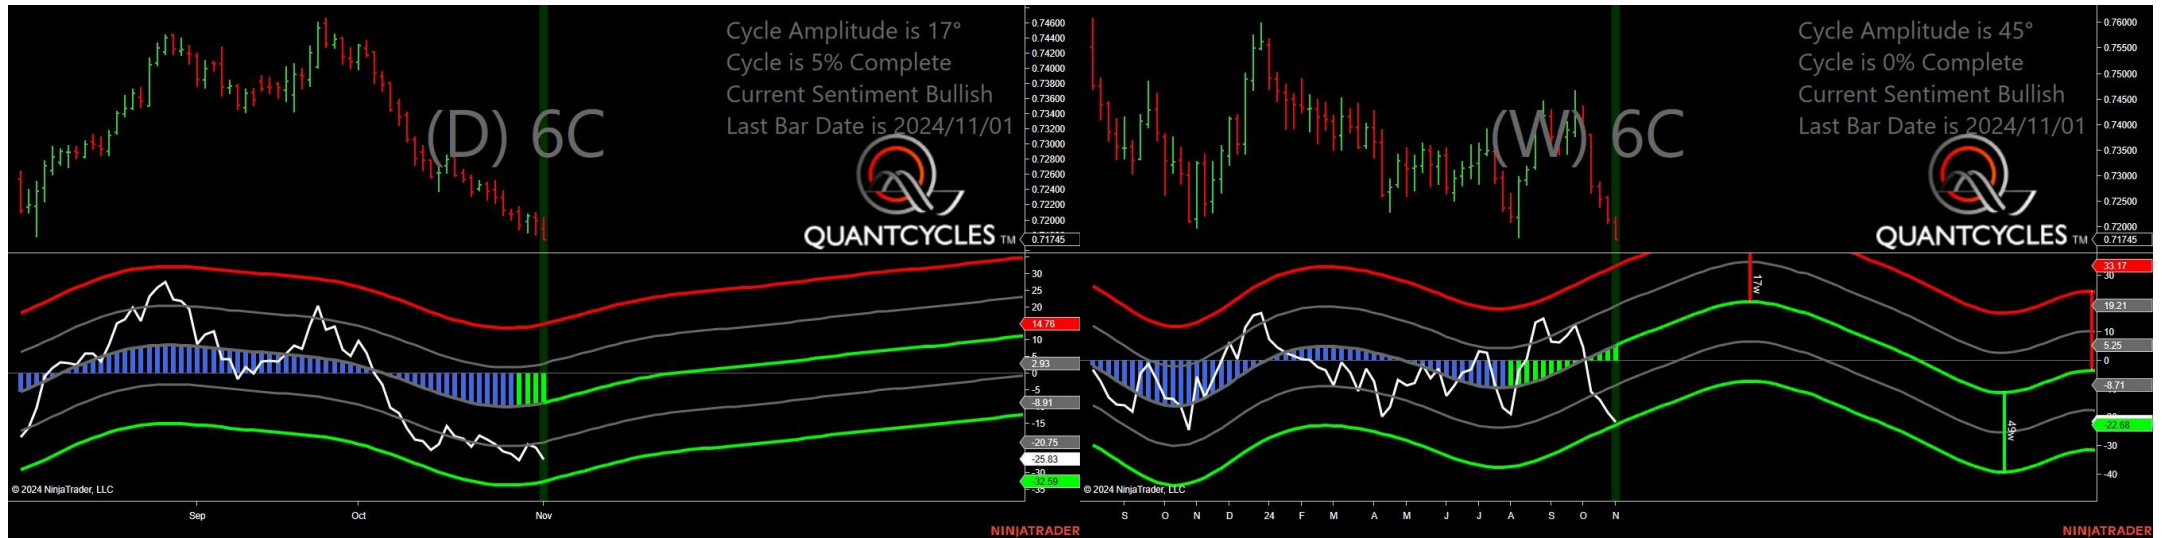 Cycle Amplitude is 17°
Cycle is 5% Complete
Current Sentiment Bullish
Last Bar Date is 2024/11/01
(D) 6C
QUANTCYCLES TM
0.74600
0.74400
0.74200
0.74000
0.73800
0.73600
0.73400
0.73200
0.73000
0.72800
0.72600
0.72400
0.72200
0.72000
0.71745
30
25
20
14.76
10
5
2.93
0
-5
-8.91
-15
-20.75
-25.83
-30
-32.59
-35
© 2024 NinjaTrader, LLC
Sep
Oct
Nov
NINJATRADER
Cycle Amplitude is 45°
Cycle is 0% Complete
Current Sentiment Bullish
Last Bar Date is 2024/11/01
(W) 6C
QUANTCYCLES TM
0.76000
0.75500
0.75000
0.74500
0.74000
0.73500
0.73000
0.72500
0.72000
0.71745
17w
49w
33.17
30
19.21
10
5.25
0
-8.71
-22.68
-30
-40
© 2024 NinjaTrader, LLC
S
O
N
D
24
F
M
A
M
J
J
A
S
O
N
NINJATRADER